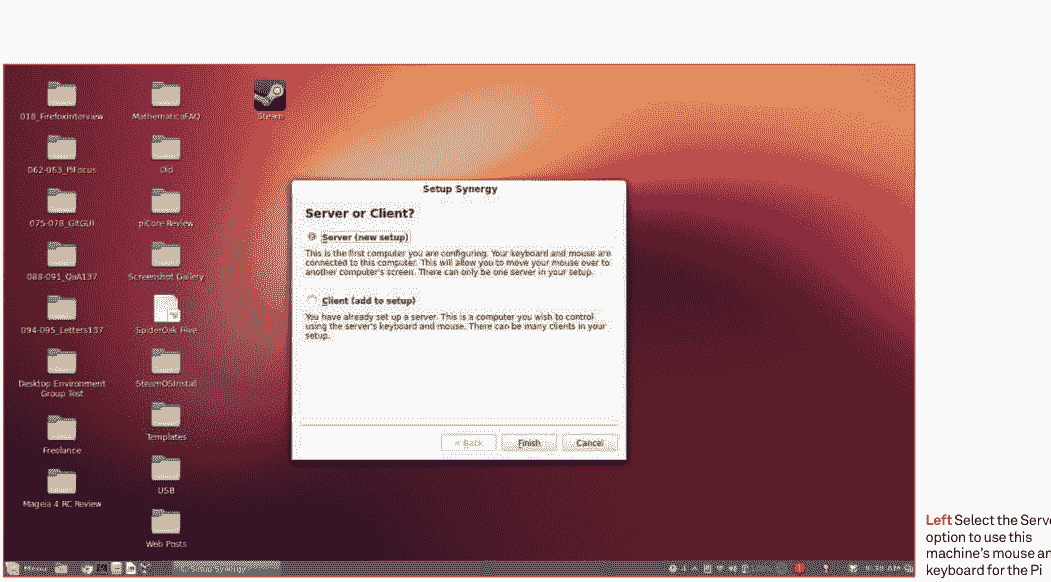 018_Firefoxinterview
MathematicaFAQ
Steam
062-063_PiFocus
Old
075-078_GitGUI
piCore Review
088-091_QnA137
Screenshot Gallery
094-095_Letters137
SpiderOak Hive
Desktop Environment
Group Test
SteamOSInstall
Templates
Freelance
USB
Mageia 4 RC Review
Web Posts
Setup Synergy
Server or Client?
Server (new setup)
This is the first computer you are configuring. Your keyboard and mouse are
connected to this computer. This will allow you to move your mouse over to
another computer's screen. There can only be one server in your setup.
Client (add to setup)
You have already set up a server. This is a computer you wish to control
using the server's keyboard and mouse. There can be many clients in your
setup.
< Back
Finish
Cancel
Menu
Setup Synergy
Left Select the Serve
option to use this
machine's mouse an
keyboard for the Pi